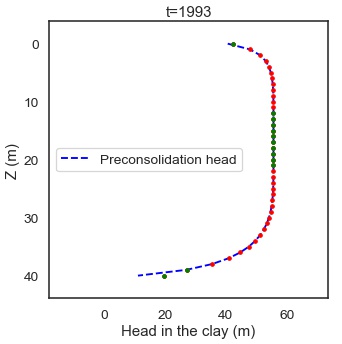 t=1993
0
10
20
30
40
Z (m)
Preconsolidation head
0 20 40 60
Head in the clay (m)